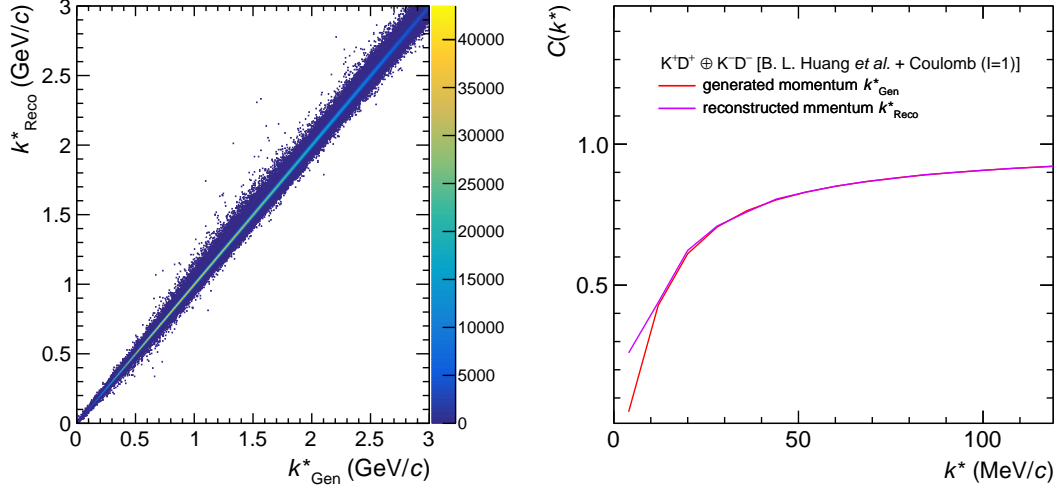 k*Reco (GeV/c)
3.0
2.5
2
1.5
1
0.5
0
0 0.5 1 1.5 2 2.5 3
k*Gen (GeV/c)
40000
35000
30000
25000
20000
15000
10000
5000
0
C(k*)
K⁺D⁺ ⊕ K⁻D⁻ [B. L. Huang et al. + Coulomb (I=1)]
generated momentum k*Gen
reconstructed mmentum k*Reco
1.0
0.5
0 50 100
k* (MeV/c)